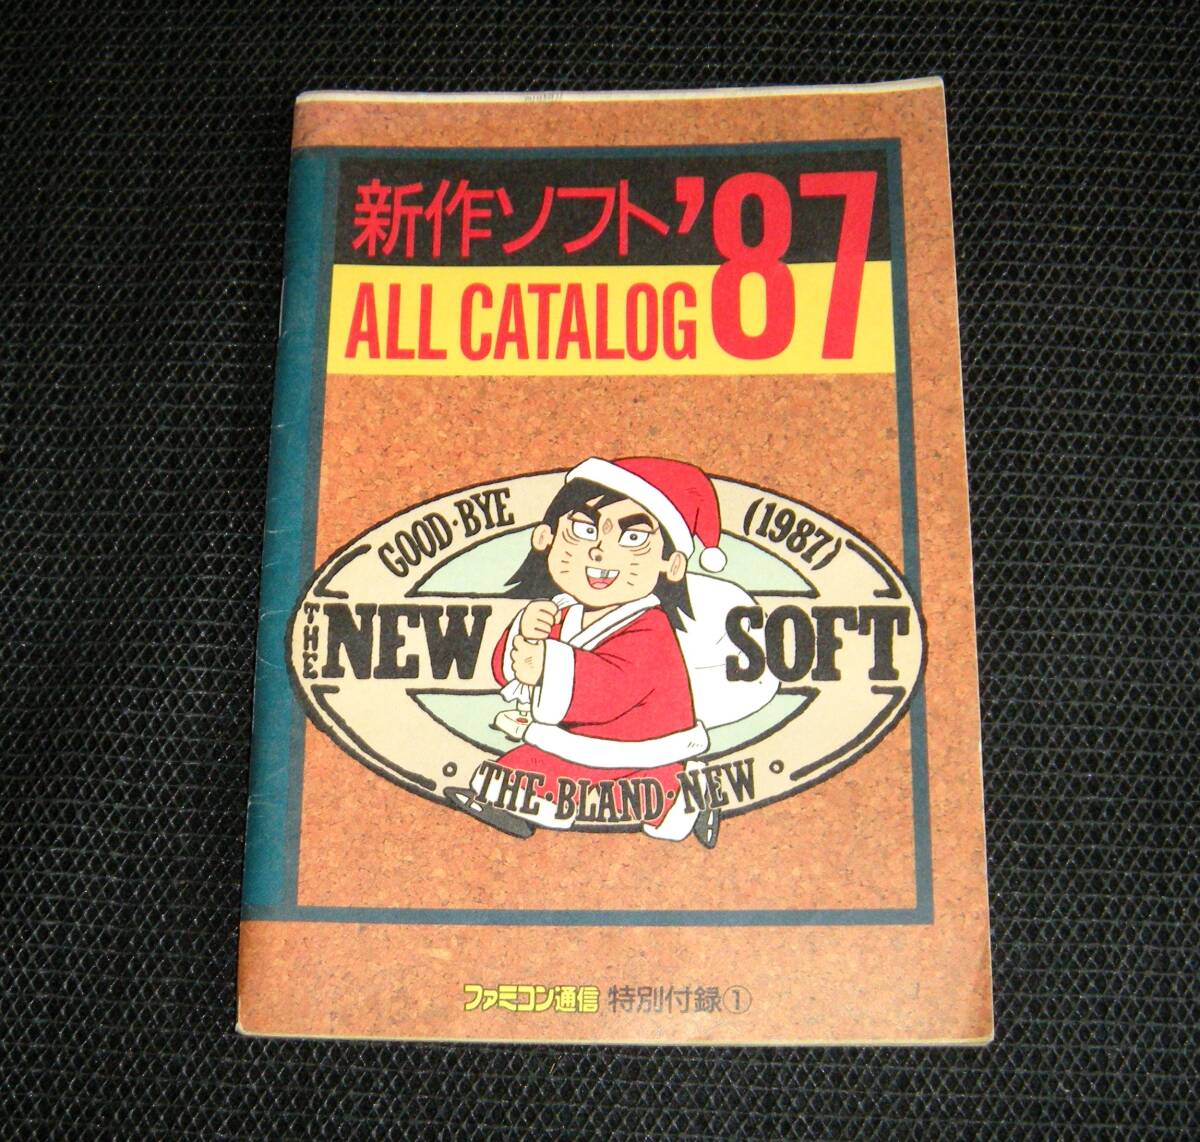 新作ソフト'87
ALL CATALOG
GOOD·BYE (1987)
THE NEW SOFT
·THE·BLAND·NEW·
ファミコン通信 特別付録①